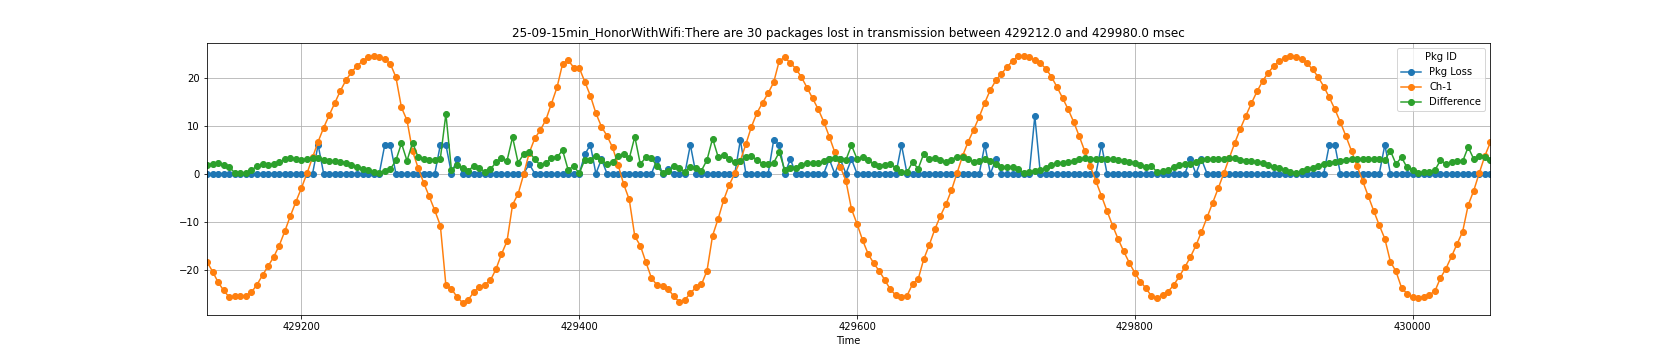 25-09-15min_HonorWithWifi:There are 30 packages lost in transmission between 429212.0 and 429980.0 msec
Pkg ID
Pkg Loss
Ch-1
Difference
20
10
0
−10
−20
429200 429400 429600 429800 430000
Time